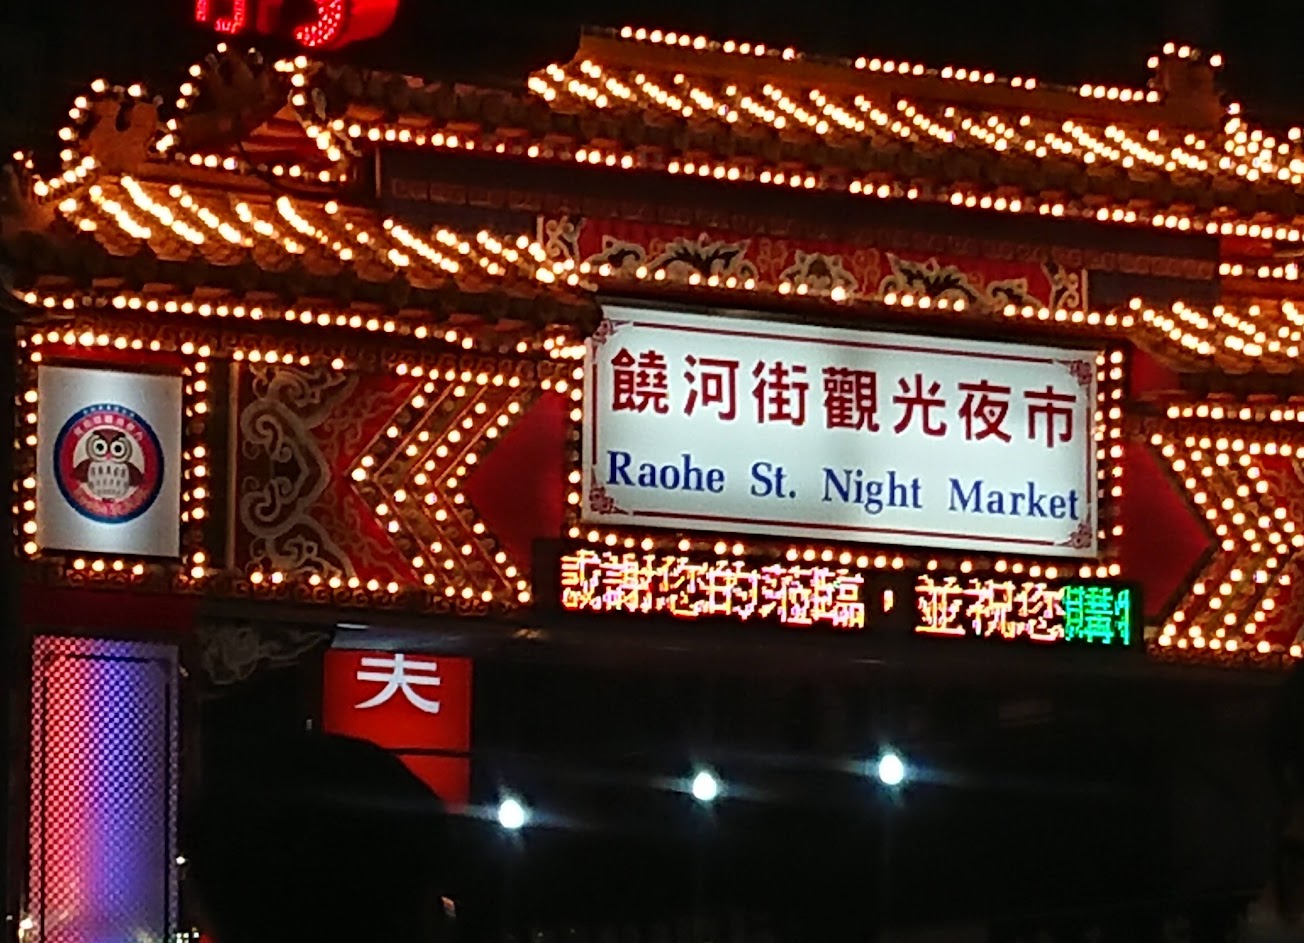 饒河街觀光夜市
Raohe St. Night Market
感謝您的蒞臨，並祝您購
夫